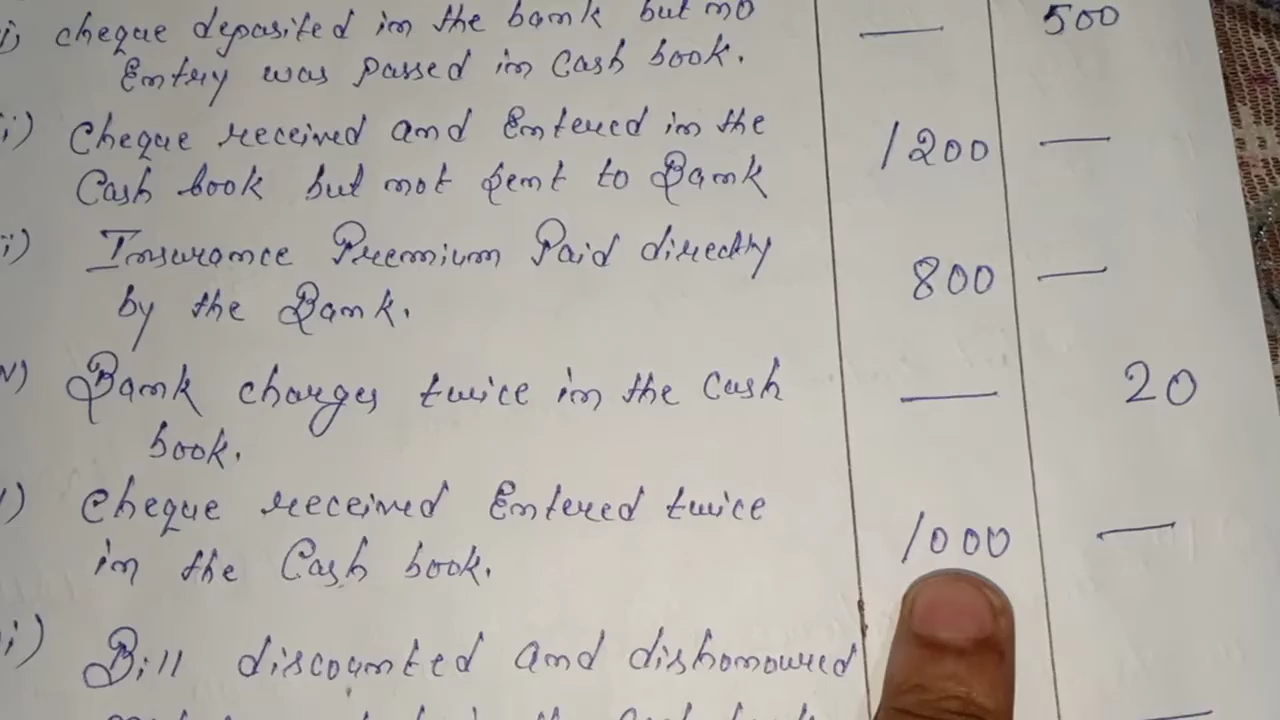 i) cheque deposited in the bank but no — 500
Entry was passed in Cash book.
i) Cheque received and Entered in the 1200 —
Cash book but not sent to Bank
i) Insurance Premium Paid directly 800 —
by the Bank.
v) Bank charges twice in the Cash — 20
book.
) Cheque received Entered twice 1000 —
in the Cash book.
i) Bill discounted and dishonoured